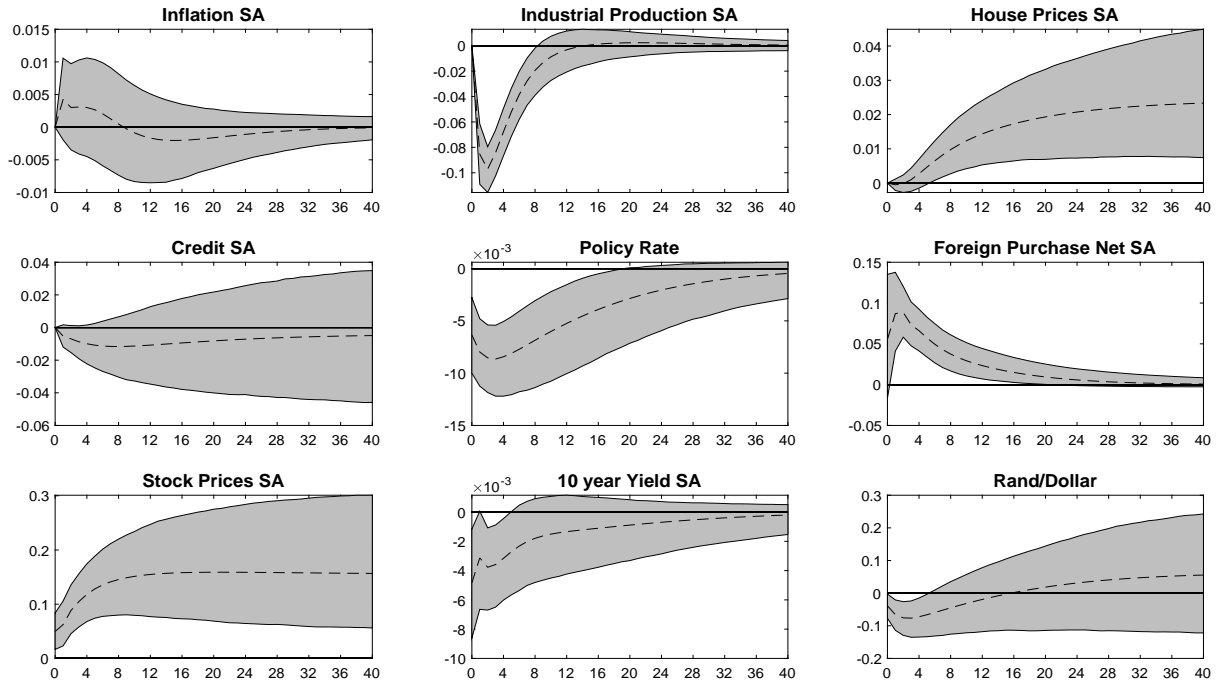 Inflation SA
0.015
0.01
0.005
0
-0.005
-0.01
0 4 8 12 16 20 24 28 32 36 40
Industrial Production SA
0
-0.02
-0.04
-0.06
-0.08
-0.1
0 4 8 12 16 20 24 28 32 36 40
House Prices SA
0.04
0.03
0.02
0.01
0
0 4 8 12 16 20 24 28 32 36 40
Credit SA
0.04
0.02
0
-0.02
-0.04
-0.06
0 4 8 12 16 20 24 28 32 36 40
Policy Rate
×10-3
0
-5
-10
-15
0 4 8 12 16 20 24 28 32 36 40
Foreign Purchase Net SA
0.15
0.1
0.05
0
-0.05
0 4 8 12 16 20 24 28 32 36 40
Stock Prices SA
0.3
0.2
0.1
0
0 4 8 12 16 20 24 28 32 36 40
10 year Yield SA
×10-3
0
-2
-4
-6
-8
-10
0 4 8 12 16 20 24 28 32 36 40
Rand/Dollar
0.3
0.2
0.1
0
-0.1
-0.2
0 4 8 12 16 20 24 28 32 36 40